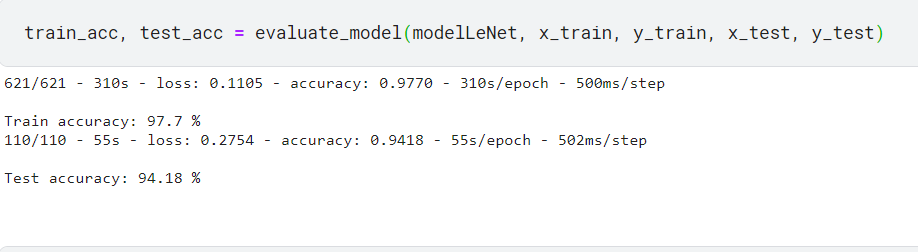 train_acc, test_acc = evaluate_model(modelLeNet, x_train, y_train, x_test, y_test)
621/621 - 310s - loss: 0.1105 - accuracy: 0.9770 - 310s/epoch - 500ms/step
Train accuracy: 97.7 %
110/110 - 55s - loss: 0.2754 - accuracy: 0.9418 - 55s/epoch - 502ms/step
Test accuracy: 94.18 %